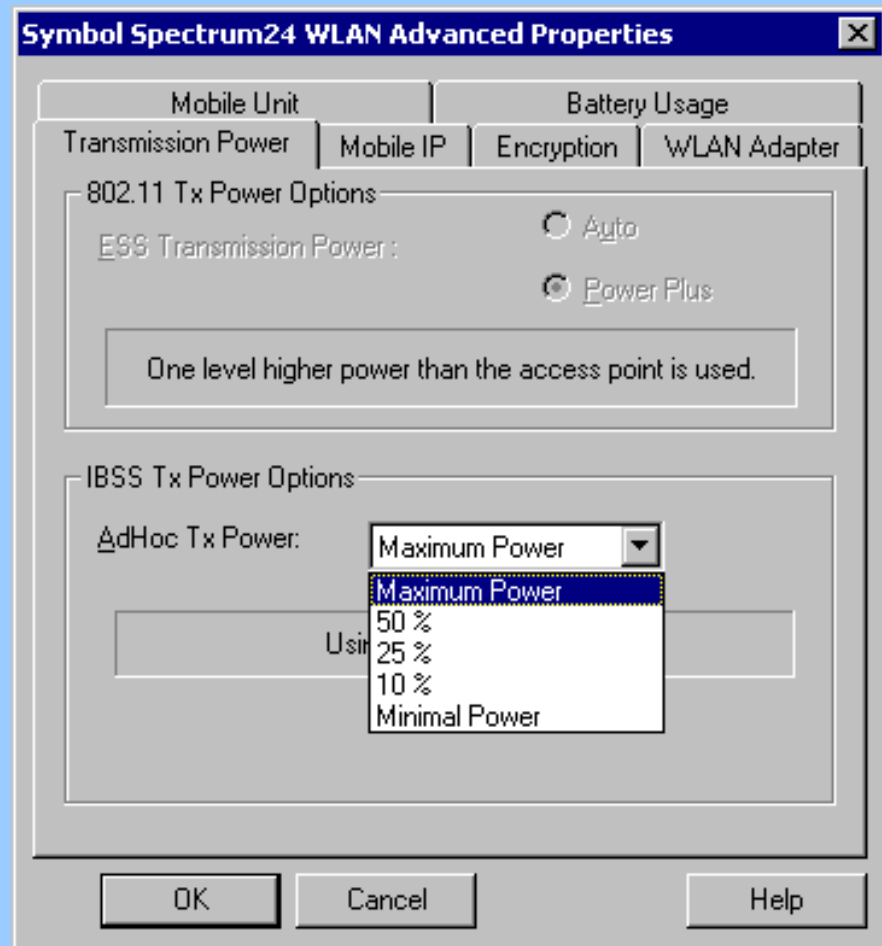 Symbol Spectrum24 WLAN Advanced Properties
Mobile Unit Battery Usage
Transmission Power Mobile IP Encryption WLAN Adapter
802.11 Tx Power Options
ESS Transmission Power :
Auto
Power Plus
One level higher power than the access point is used.
IBSS Tx Power Options
AdHoc Tx Power:
Maximum Power
Maximum Power
50 %
25 %
10 %
Minimal Power
OK Cancel Help